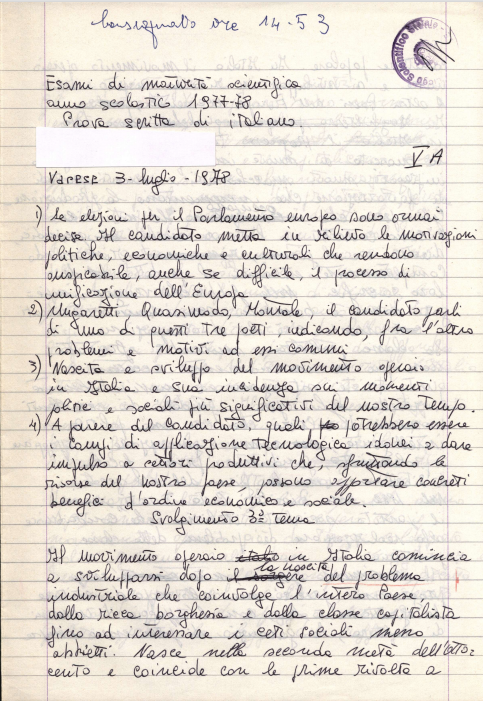 consegnato ore 14.53
Esami di maturità scientifica
anno scolastico 1977-78
Prova scritta di italiano.
V A
Varese 3-luglio-1978
1) Le elezioni per il Parlamento europeo sono ormai
decise. Il candidato metta in rilievo le motivazioni
politiche, economiche e culturali che rendono
auspicabile, anche se difficile, il processo di
unificazione dell'Europa
2) Ungaretti, Quasimodo, Montale, il candidato parli
di uno di questi tre poeti, indicando, fra l'altro
problemi e motivi ad essi comuni
3) Nascita e sviluppo del movimento operaio
in Italia e sua incidenza sui momenti
politici e sociali più significativi del nostro tempo.
4) A parere del candidato, quali potrebbero essere
i campi di applicazione tecnologica idonei a dare
impulso a settori produttivi che, sfruttando le
risorse del nostro paese, possono apportare concreti
benefici d'ordine economico e sociale.
Svolgimento 3° tema
Il movimento operaio in Italia comincia
a svilupparsi dopo la nascita del problema
industriale che coinvolge l'intero Paese,
dalla ricca borghesia e dalla classe capitalista
fino ad interessare i ceti sociali meno
abbietti. Nasce nella seconda metà dell'otto-
cento e coincide con le prime rivolta a